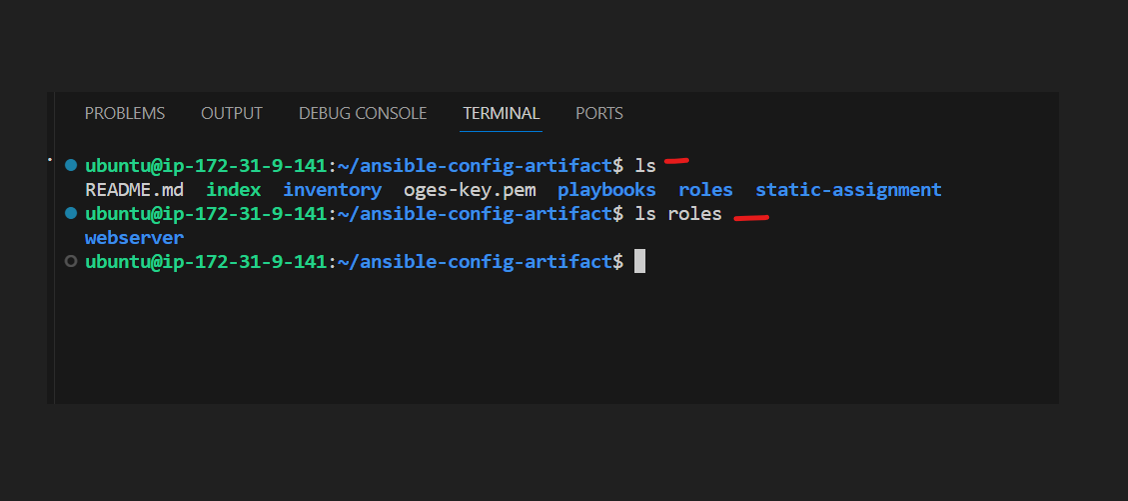 PROBLEMS OUTPUT DEBUG CONSOLE TERMINAL PORTS
ubuntu@ip-172-31-9-141:~/ansible-config-artifact$ ls
README.md index inventory oges-key.pem playbooks roles static-assignment
ubuntu@ip-172-31-9-141:~/ansible-config-artifact$ ls roles
webserver
ubuntu@ip-172-31-9-141:~/ansible-config-artifact$